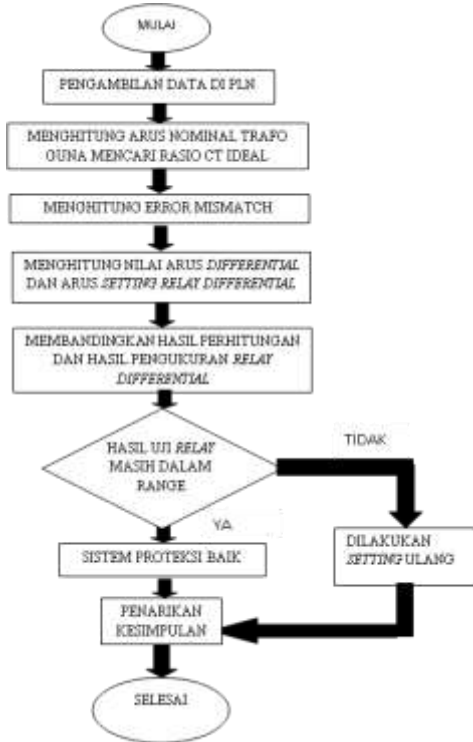 MULAI
PENGAMBILAN DATA DI PLN
MENGHITUNG ARUS NOMINAL TRAFO
GUNA MENCARI RASIO CT IDEAL
MENGHITUNG ERROR MISMATCH
MENGHITUNG NILAI ARUS DIFFERENTIAL
DAN ARUS SETTING RELAY DIFFERENTIAL
MEMBANDINGKAN HASIL PERHITUNGAN
DAN HASIL PENGUKURAN RELAY
DIFFERENTIAL
HASIL UJI RELAY
MASIH DALAM
RANGE
TIDAK
YA
SISTEM PROTEKSI BAIK
DILAKUKAN
SETTING ULANG
PENARIKAN
KESIMPULAN
SELESAI